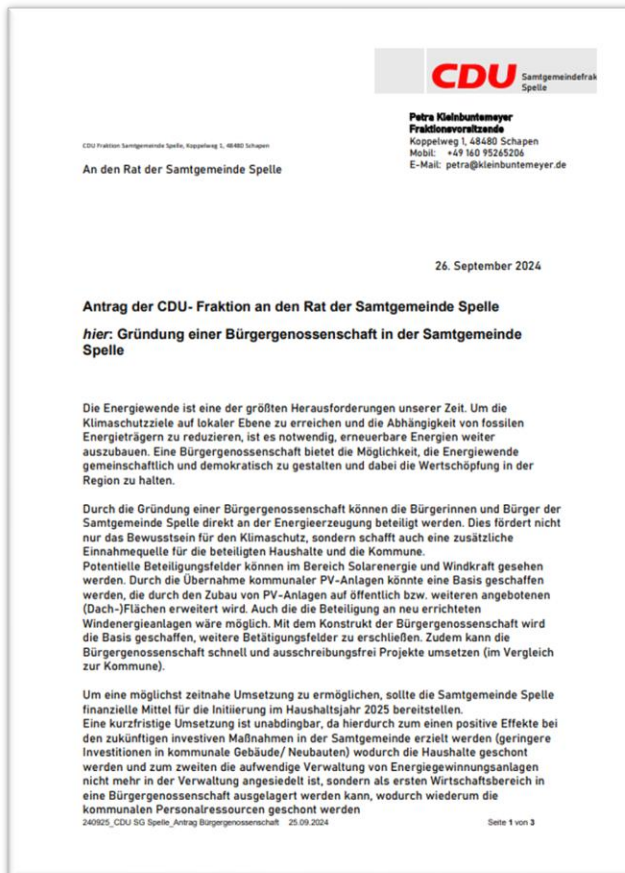 CDU Samtgemeindefrak
Spelle
Petra Kleinbuntemeyer
Fraktionsvorsitzende
Koppelweg 1, 48480 Schapen
Mobil: +49 160 95265206
E-Mail: petra@kleinbuntemeyer.de
CDU Fraktion Samtgemeinde Spelle, Koppelweg 1, 48480 Schapen
An den Rat der Samtgemeinde Spelle
26. September 2024
Antrag der CDU- Fraktion an den Rat der Samtgemeinde Spelle
hier: Gründung einer Bürgergenossenschaft in der Samtgemeinde
Spelle
Die Energiewende ist eine der größten Herausforderungen unserer Zeit. Um die
Klimaschutzziele auf lokaler Ebene zu erreichen und die Abhängigkeit von fossilen
Energieträgern zu reduzieren, ist es notwendig, erneuerbare Energien weiter
auszubauen. Eine Bürgergenossenschaft bietet die Möglichkeit, die Energiewende
gemeinschaftlich und demokratisch zu gestalten und dabei die Wertschöpfung in der
Region zu halten.
Durch die Gründung einer Bürgergenossenschaft können die Bürgerinnen und Bürger der
Samtgemeinde Spelle direkt an der Energieerzeugung beteiligt werden. Dies fördert nicht
nur das Bewusstsein für den Klimaschutz, sondern schafft auch eine zusätzliche
Einnahmequelle für die beteiligten Haushalte und die Kommune.
Potentielle Beteiligungsfelder können im Bereich Solarenergie und Windkraft gesehen
werden. Durch die Übernahme kommunaler PV-Anlagen könnte eine Basis geschaffen
werden, die durch den Zubau von PV-Anlagen auf öffentlich bzw. weiteren angebotenen
(Dach-)Flächen erweitert wird. Auch die die Beteiligung an neu errichteten
Windenergieanlagen wäre möglich. Mit dem Konstrukt der Bürgergenossenschaft wird
die Basis geschaffen, weitere Betätigungsfelder zu erschließen. Zudem kann die
Bürgergenossenschaft schnell und ausschreibungsfrei Projekte umsetzen (im Vergleich
zur Kommune).
Um eine möglichst zeitnahe Umsetzung zu ermöglichen, sollte die Samtgemeinde Spelle
finanzielle Mittel für die Initiierung im Haushaltsjahr 2025 bereitstellen.
Eine kurzfristige Umsetzung ist unabdingbar, da hierdurch zum einen positive Effekte bei
den zukünftigen investiven Maßnahmen in der Samtgemeinde erzielt werden (geringere
Investitionen in kommunale Gebäude/ Neubauten) wodurch die Haushalte geschont
werden und zum zweiten die aufwendige Verwaltung von Energiegewinnungsanlagen
nicht mehr in der Verwaltung angesiedelt ist, sondern als ersten Wirtschaftsbereich in
eine Bürgergenossenschaft ausgelagert werden kann, wodurch wiederum die
kommunalen Personalressourcen geschont werden
240925_CDU SG Spelle_Antrag Bürgergenossenschaft 25.09.2024 Seite 1 von 3